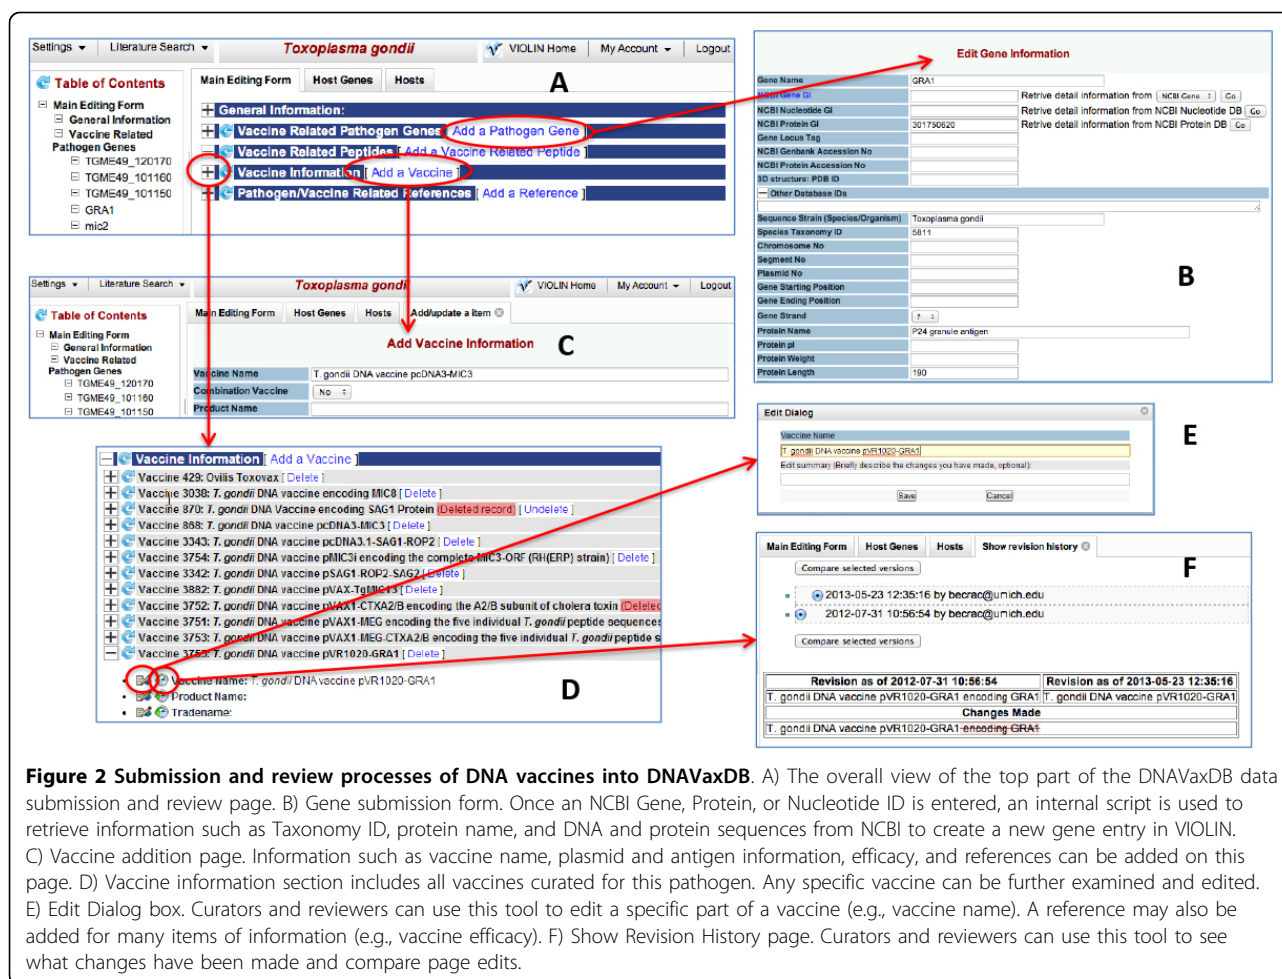 Settings ▾ Literature Search ▾ Toxoplasma gondii VIOLIN Home My Account ▾ Logout
Table of Contents
Main Editing Form
General Information
Vaccine Related
Pathogen Genes
TGME49_120170
TGME49_101160
TGME49_101150
GRA1
mic2
Main Editing Form Host Genes Hosts
A
General Information:
Vaccine Related Pathogen Genes [ Add a Pathogen Gene ]
Vaccine Related Peptides [ Add a Vaccine Related Peptide ]
Vaccine Information [ Add a Vaccine ]
Pathogen/Vaccine Related References [ Add a Reference ]
Edit Gene Information
Gene Name GRA1
NCBI Gene GI Retrive detail information from NCBI Gene Go
NCBI Nucleotide GI Retrive detail information from NCBI Nucleotide DB Go
NCBI Protein GI 301750620 Retrive detail information from NCBI Protein DB Go
Gene Locus Tag
NCBI Genbank Accession No
NCBI Protein Accession No
3D structure: PDB ID
Other Database IDs
Sequence Strain (Species/Organism) Toxoplasma gondii
Species Taxonomy ID 5811
Chromosome No
Segment No
Plasmid No
Gene Starting Position
Gene Ending Position
Gene Strand ?
Protein Name P24 granule antigen
Protein pI
Protein Weight
Protein Length 190
B
Settings ▾ Literature Search ▾ Toxoplasma gondii VIOLIN Home My Account ▾ Logout
Table of Contents
Main Editing Form
General Information
Vaccine Related
Pathogen Genes
TGME49_120170
TGME49_101160
TGME49_101150
Main Editing Form Host Genes Hosts Add/update a item
Add Vaccine Information
C
Vaccine Name T. gondii DNA vaccine pcDNA3-MIC3
Combination Vaccine No
Product Name
Vaccine Information [ Add a Vaccine ]
Vaccine 429: Ovilis Toxovax [ Delete ]
Vaccine 3038: T. gondii DNA vaccine encoding MIC8 [ Delete ]
Vaccine 870: T. gondii DNA Vaccine encoding SAG1 Protein (Deleted record) [ Undelete ]
Vaccine 868: T. gondii DNA vaccine pcDNA3-MIC3 [ Delete ]
Vaccine 3343: T. gondii DNA vaccine pcDNA3.1-SAG1-ROP2 [ Delete ]
Vaccine 3754: T. gondii DNA vaccine pMIC3i encoding the complete MIC3-ORF (RH(ERP) strain) [ Delete ]
Vaccine 3342: T. gondii DNA vaccine pSAG1-ROP2-SAG2 [ Delete ]
Vaccine 3882: T. gondii DNA vaccine pVAX-TgMIC13 [ Delete ]
Vaccine 3752: T. gondii DNA vaccine pVAX1-CTXA2/B encoding the A2/B subunit of cholera toxin (Deleted
Vaccine 3751: T. gondii DNA vaccine pVAX1-MEG encoding the five individual T. gondii peptide sequences
Vaccine 3753: T. gondii DNA vaccine pVAX1-MEG-CTXA2/B encoding the five individual T. gondii peptide s
Vaccine 3755: T. gondii DNA vaccine pVR1020-GRA1 [ Delete ]
Vaccine Name: T. gondii DNA vaccine pVR1020-GRA1
Product Name:
Tradename:
D
Edit Dialog
Vaccine Name
T. gondii DNA vaccine pVR1020-GRA1
Edit summary (Briefly describe the changes you have made, optional):
Save Cancel
E
Main Editing Form Host Genes Hosts Show revision history
Compare selected versions
2013-05-23 12:35:16 by becrac@umich.edu
2012-07-31 10:56:54 by becrac@umich.edu
Compare selected versions
F
Revision as of 2012-07-31 10:56:54 Revision as of 2013-05-23 12:35:16
T. gondii DNA vaccine pVR1020-GRA1 encoding GRA1 T. gondii DNA vaccine pVR1020-GRA1
Changes Made
T. gondii DNA vaccine pVR1020-GRA1 encoding GRA1
Figure 2 Submission and review processes of DNA vaccines into DNAVaxDB. A) The overall view of the top part of the DNAVaxDB data
submission and review page. B) Gene submission form. Once an NCBI Gene, Protein, or Nucleotide ID is entered, an internal script is used to
retrieve information such as Taxonomy ID, protein name, and DNA and protein sequences from NCBI to create a new gene entry in VIOLIN.
C) Vaccine addition page. Information such as vaccine name, plasmid and antigen information, efficacy, and references can be added on this
page. D) Vaccine information section includes all vaccines curated for this pathogen. Any specific vaccine can be further examined and edited.
E) Edit Dialog box. Curators and reviewers can use this tool to edit a specific part of a vaccine (e.g., vaccine name). A reference may also be
added for many items of information (e.g., vaccine efficacy). F) Show Revision History page. Curators and reviewers can use this tool to see
what changes have been made and compare page edits.